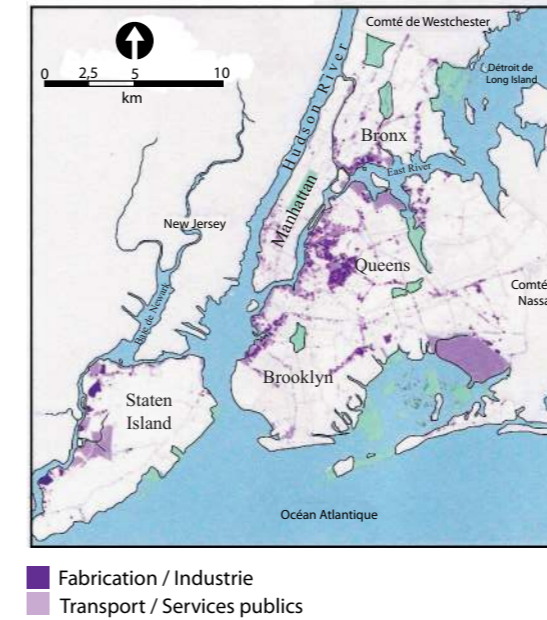 Comté de Westchester
0 2,5 5 10
km
Détroit de
Long Island
Hudson River
Bronx
East River
Manhattan
New Jersey
Queens
Comté
Nassa
Baie de Newark
Brooklyn
Staten
Island
Océan Atlantique
Fabrication / Industrie
Transport / Services publics